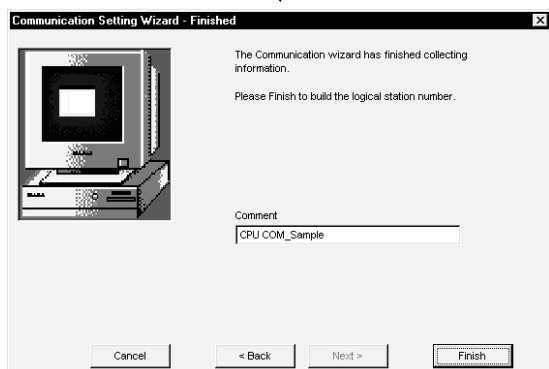 Communication Setting Wizard - Finished
The Communication wizard has finished collecting
information.
Please Finish to build the logical station number.
Comment
CPU COM_Sample
Cancel
< Back
Next >
Finish